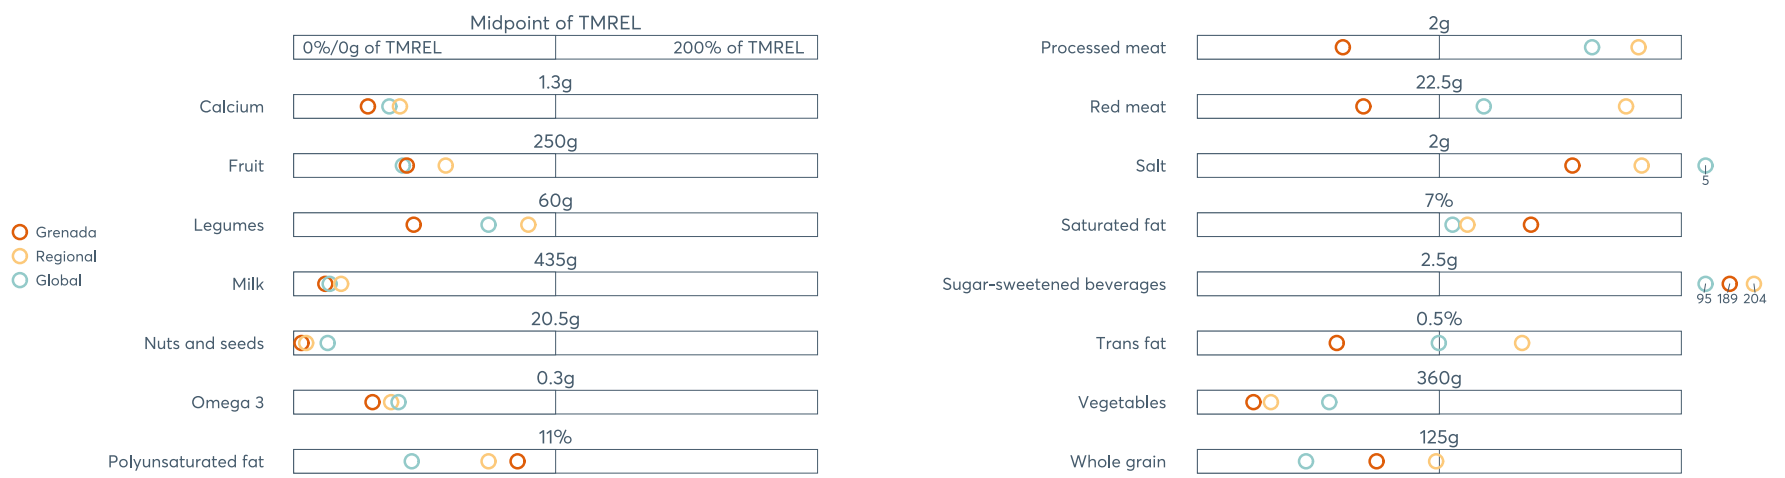 Midpoint of TMREL
0%/0g of TMREL 200% of TMREL
1.3g
Calcium
250g
Fruit
60g
Legumes
435g
Milk
20.5g
Nuts and seeds
0.3g
Omega 3
11%
Polyunsaturated fat
Grenada
Regional
Global
2g
Processed meat
22.5g
Red meat
2g
Salt
5
7%
Saturated fat
2.5g
Sugar-sweetened beverages
95 189 204
0.5%
Trans fat
360g
Vegetables
125g
Whole grain